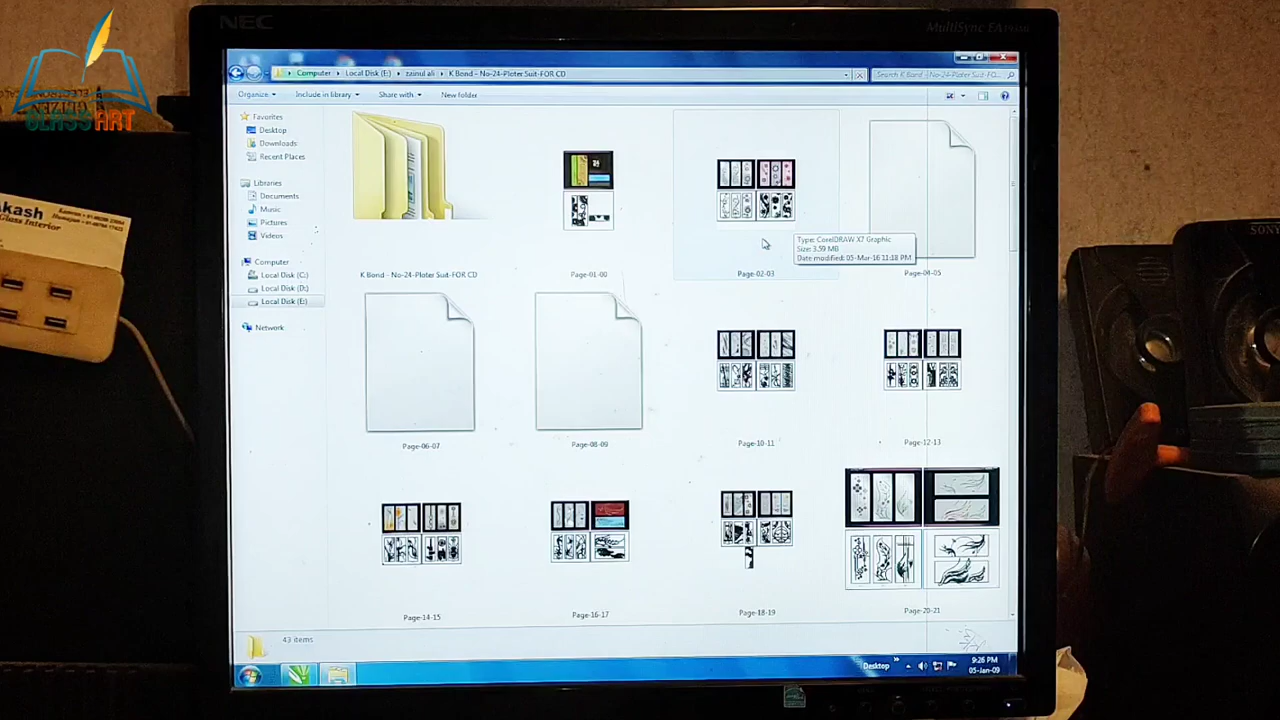 NEC
MultiSync EA193Mi
GLASS ART
Computer ▸ Local Disk (E:) ▸ zainul ali ▸ K Bond - No-24-Ploter Suit-FOR CD
Search K Bond - No-24-Ploter Suit-FO...
Organize
Include in library
Share with
New folder
Favorites
Desktop
Downloads
Recent Places
Libraries
Documents
Music
Pictures
Videos
Computer
Local Disk (C:)
Local Disk (D:)
Local Disk (E:)
Network
K Bond - No-24-Ploter Suit-FOR CD
Page-01-00
Page-02-03
Page-04-05
Type: CorelDRAW X7 Graphic
Size: 3.59 MB
Date modified: 05-Mar-16 11:18 PM
Page-06-07
Page-08-09
Page-10-11
Page-12-13
Page-14-15
Page-16-17
Page-18-19
Page-20-21
43 items
Desktop
9:26 PM
05-Jan-09
Akash
Glass Interior
SONY